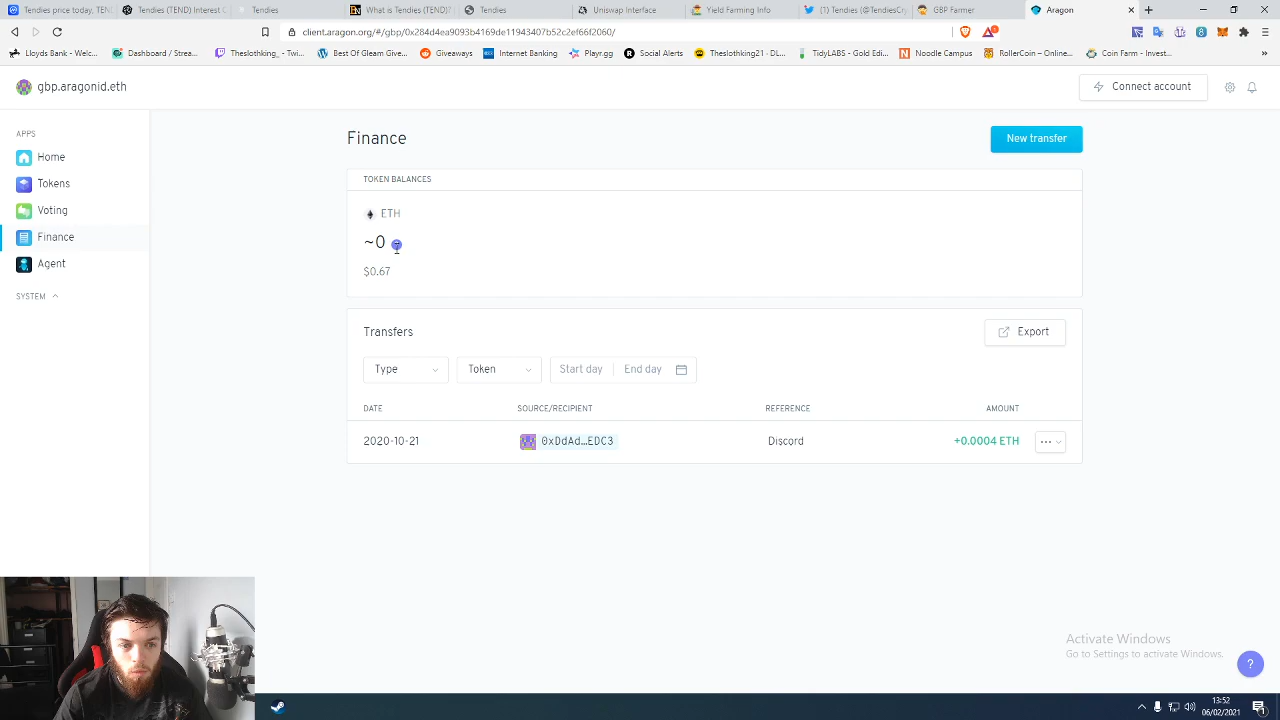 Tendies price today, TEND
Tendies (TEND) Interest C
Tendies
What is Tendies (TEND)?
Tendies
Uniswap Interface
Yield Farming Info
(1) Tendies (@TendiesCry
GBP Farmer
Aragon
client.aragon.org/#/gbp/0x284d4ea9093b4169de11943407b52c2ef66f2060/
Lloyds Bank - Welc...
Dashboard / Strea...
Theslothking - Twi...
Best Of Gleam Give...
Giveaways
Internet Banking
Playr.gg
Social Alerts
Theslothking21 - DL...
TidyLABS - Gold Edi...
Noodle Campus
RollerCoin – Online...
Coin Farm - Invest...
gbp.aragonid.eth
Connect account
APPS
Home
Tokens
Voting
Finance
Agent
SYSTEM
Finance
New transfer
TOKEN BALANCES
ETH
~0
$0.67
Transfers
Export
Type
Token
Start day
End day
DATE
SOURCE/RECIPIENT
REFERENCE
AMOUNT
2020-10-21
0xDdAd…EDC3
Discord
+0.0004 ETH
Activate Windows
Go to Settings to activate Windows.
?
13:52
06/02/2021